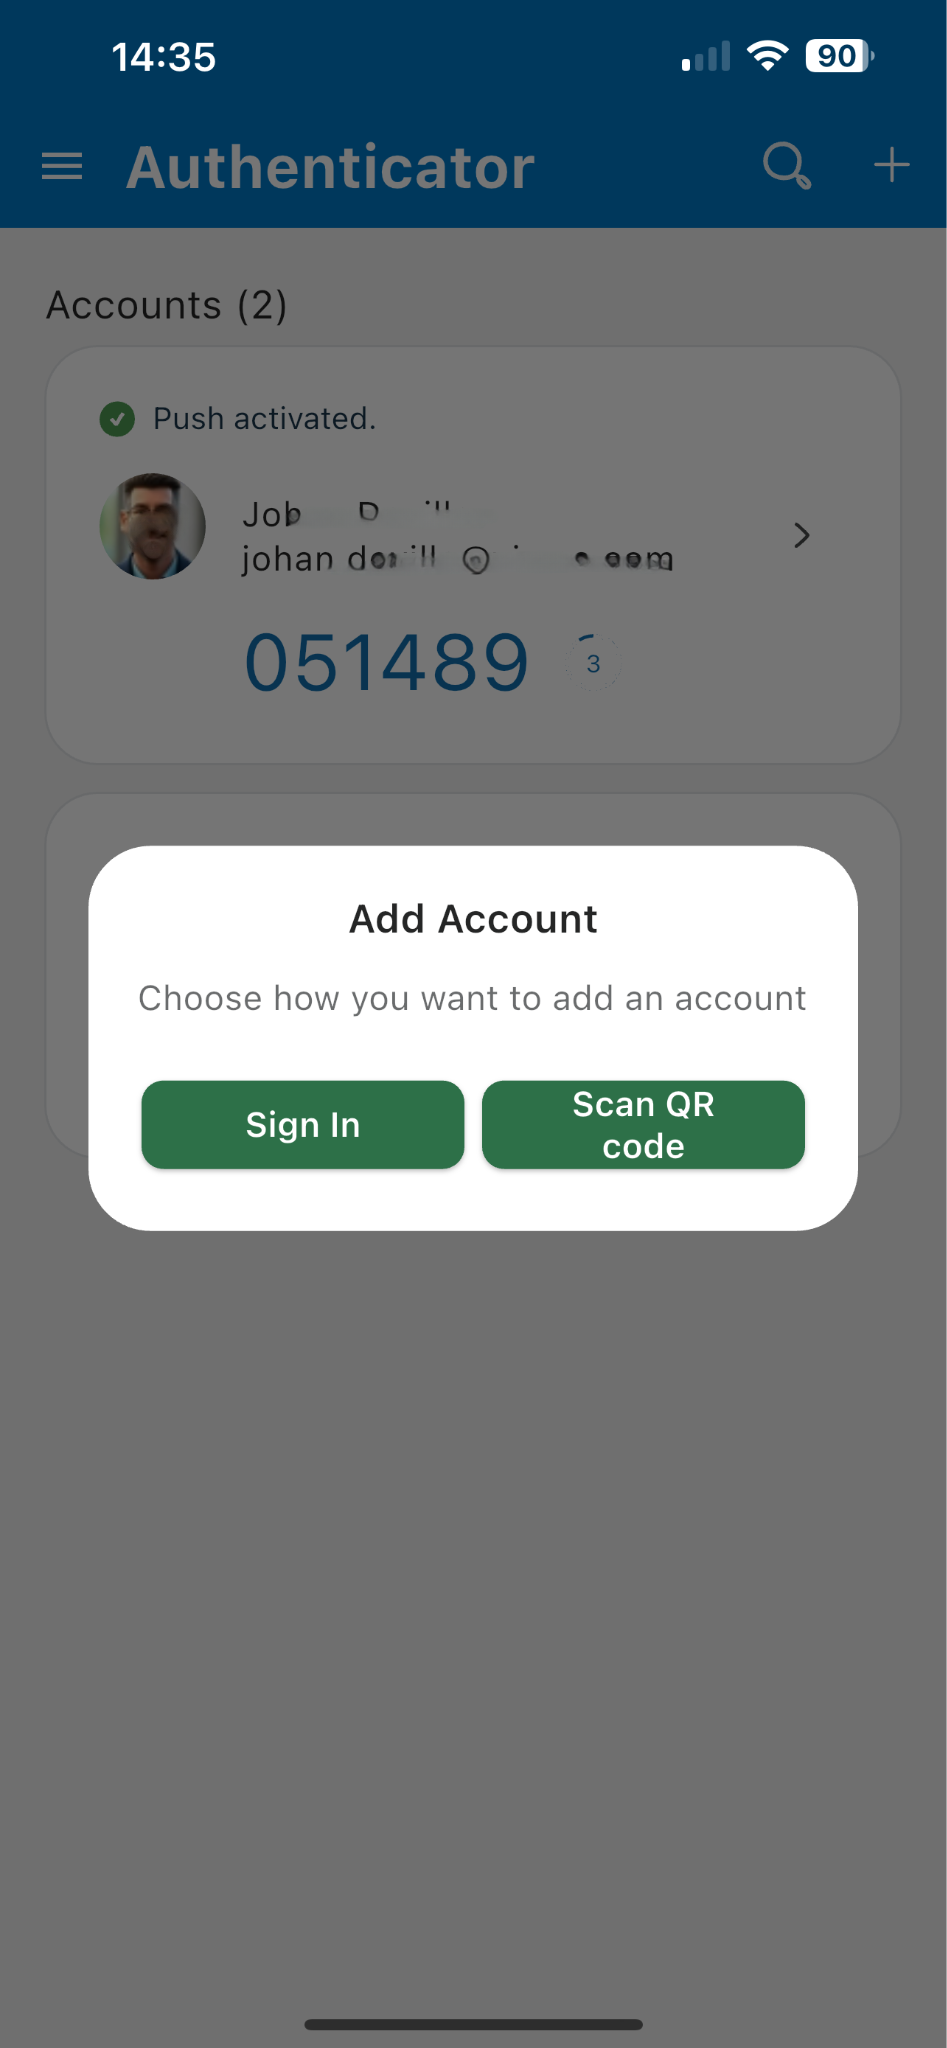 14:35
90
Authenticator
Accounts (2)
Push activated.
johan
051489
3
Add Account
Choose how you want to add an account
Sign In
Scan QR
code